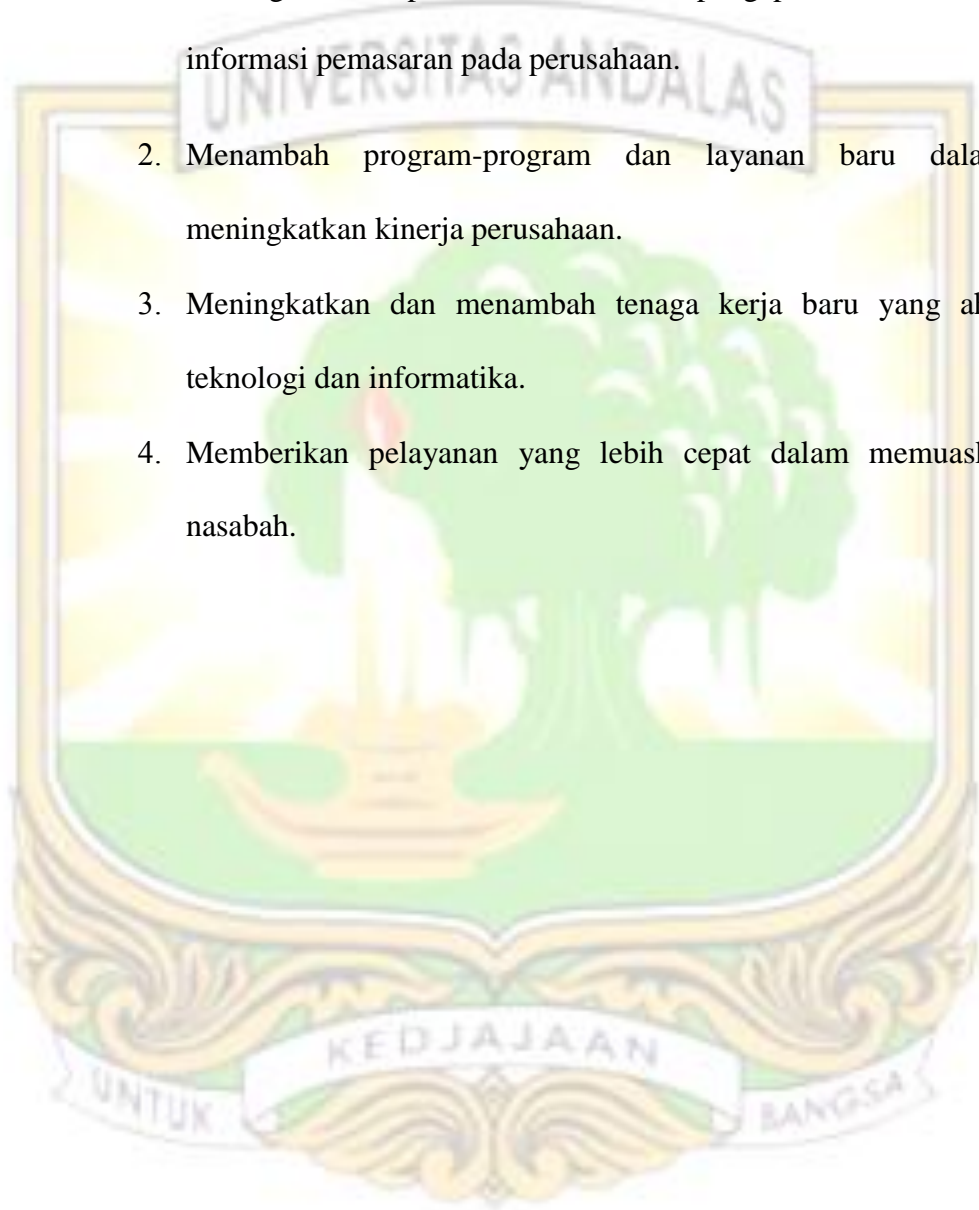 informasi pemasaran pada perusahaan.
UNIVERSITAS ANDALAS
2. Menambah program-program dan layanan baru dala
meningkatkan kinerja perusahaan.
3. Meningkatkan dan menambah tenaga kerja baru yang a
teknologi dan informatika.
4. Memberikan pelayanan yang lebih cepat dalam memuas
nasabah.
KEDJAJAAN
UNTUK BANGSA